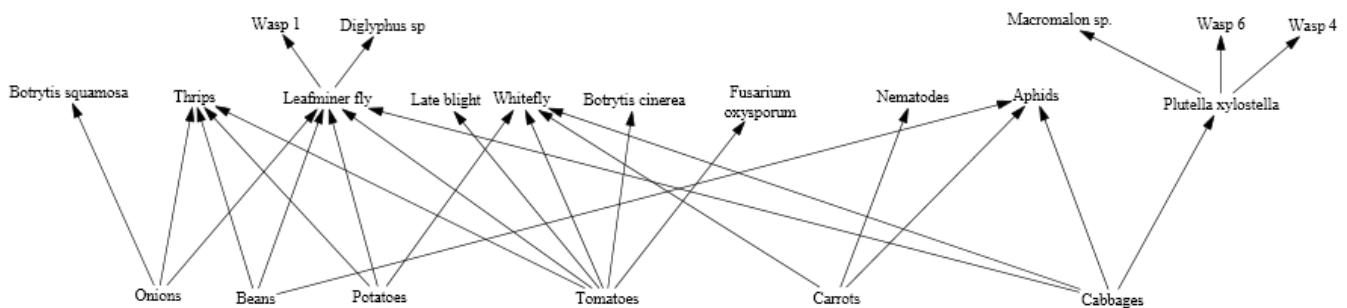 Wasp 1
Diglyphus sp
Macromalon sp.
Wasp 6
Wasp 4
Botrytis squamosa
Thrips
Leafminer fly
Late blight
Whitefly
Botrytis cinerea
Fusarium
oxysporum
Nematodes
Aphids
Plutella xylostella
Onions
Beans
Potatoes
Tomatoes
Carrots
Cabbages